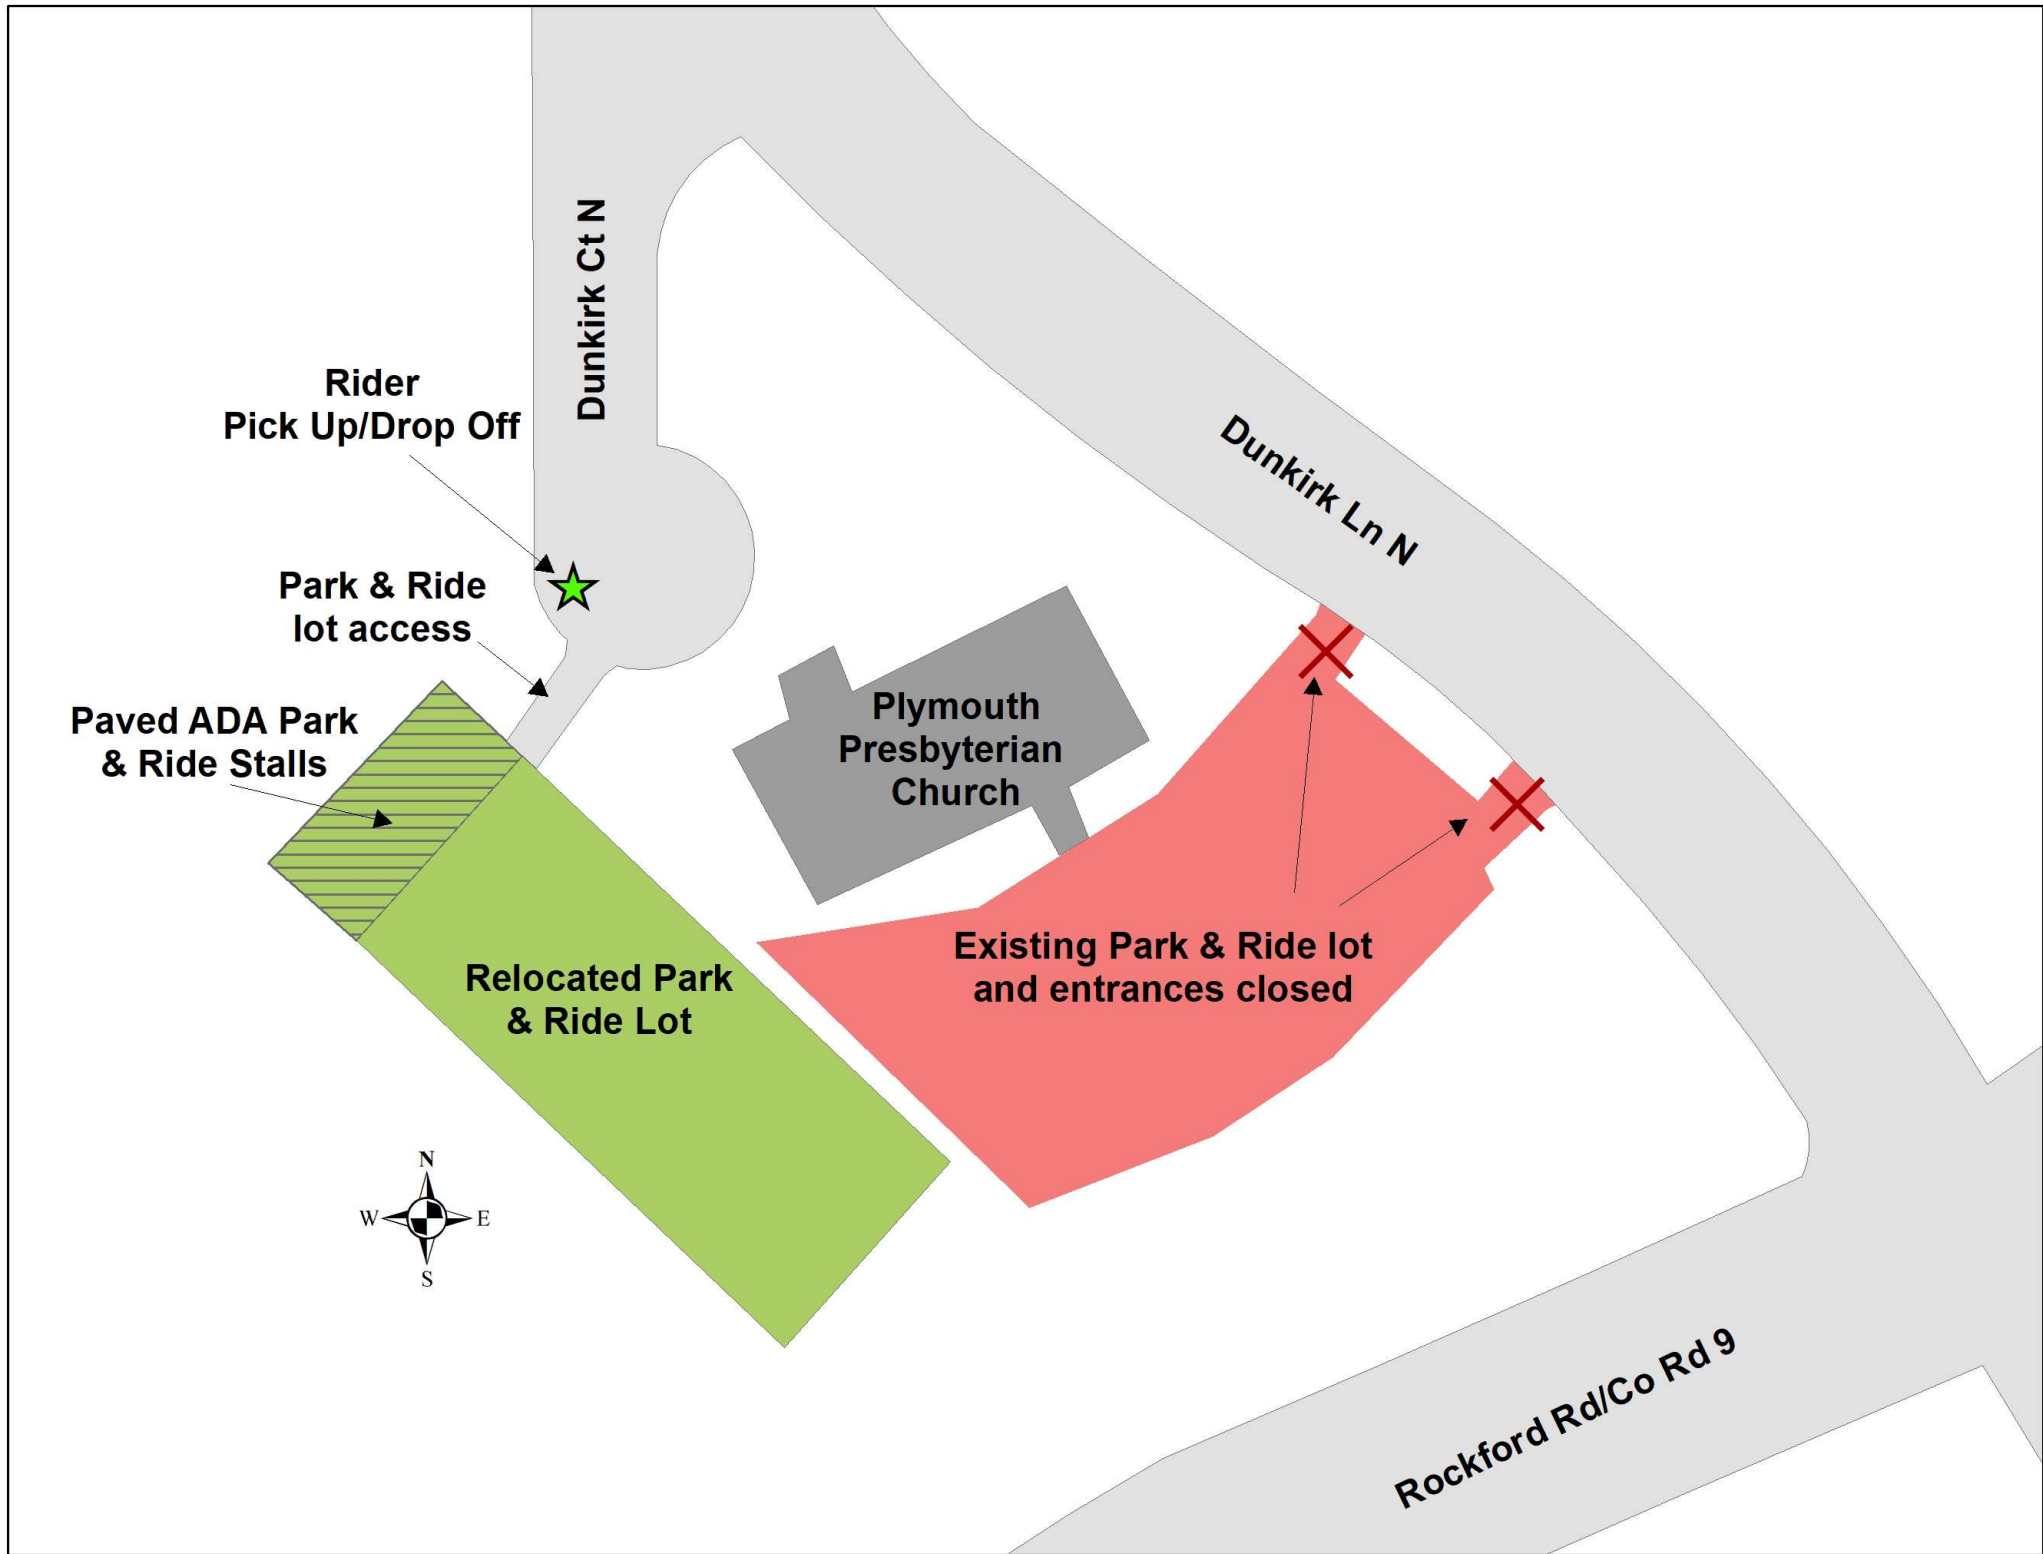 Dunkirk Ct N
Rider
Pick Up/Drop Off
Dunkirk Ln N
Park & Ride
lot access
Paved ADA Park
& Ride Stalls
Plymouth
Presbyterian
Church
Existing Park & Ride lot
and entrances closed
Relocated Park
& Ride Lot
N
W
E
S
Rockford Rd/Co Rd 9